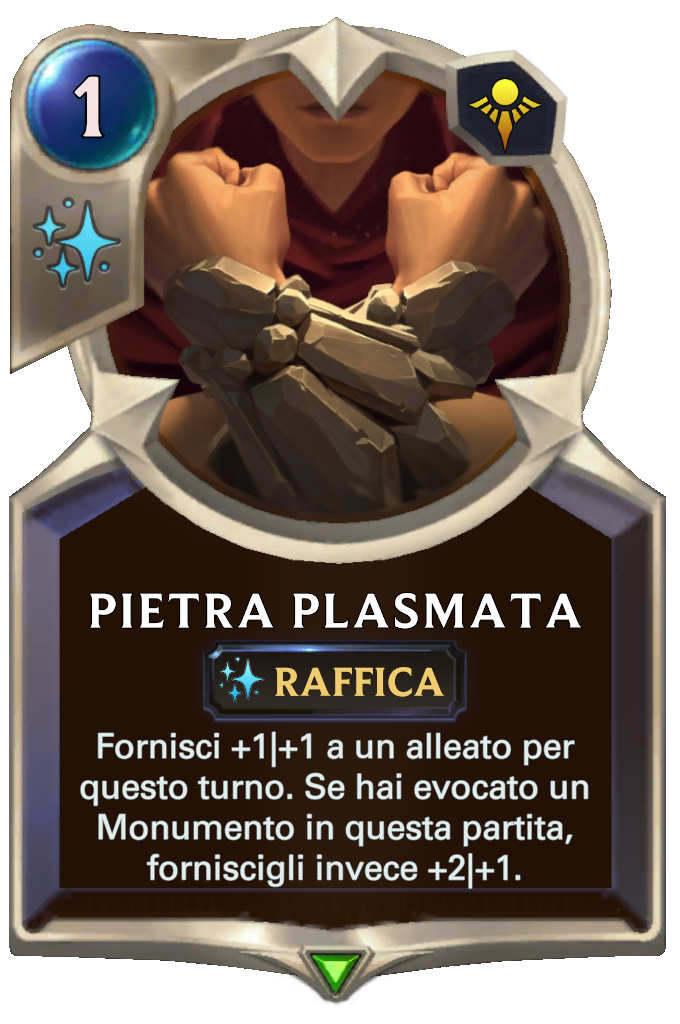 1
PIETRA PLASMATA
RAFFICA
Fornisci +1|+1 a un alleato per
questo turno. Se hai evocato un
Monumento in questa partita,
forniscigli invece +2|+1.